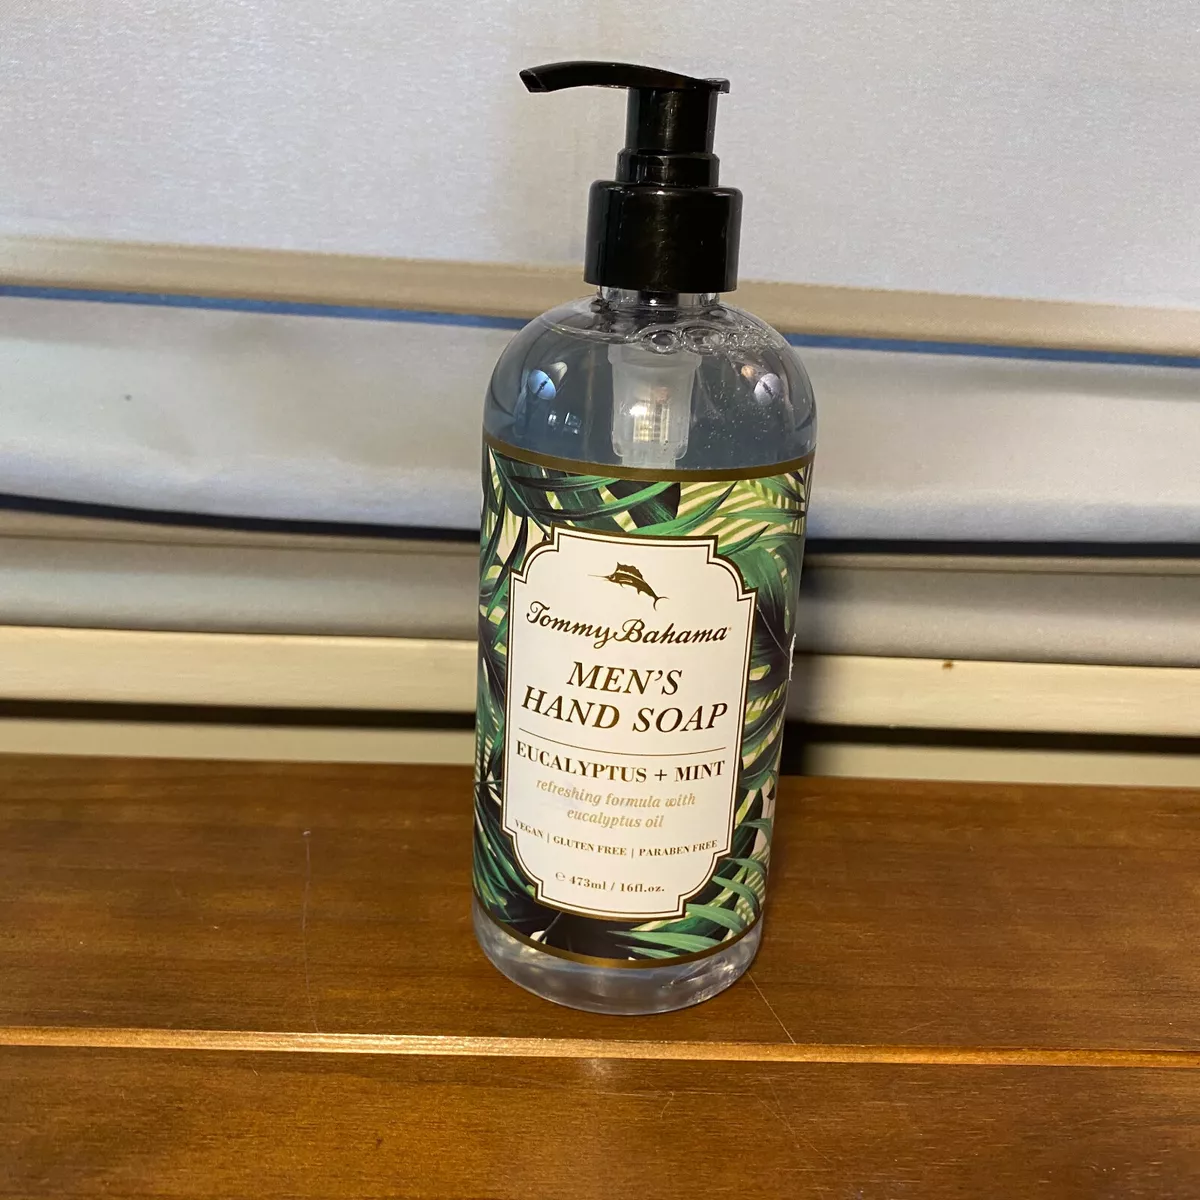 Tommy Bahama
MEN'S
HAND SOAP
EUCALYPTUS + MINT
refreshing formula with
eucalyptus oil
VEGAN | GLUTEN FREE | PARABEN FREE
℮ 473ml / 16fl.oz.